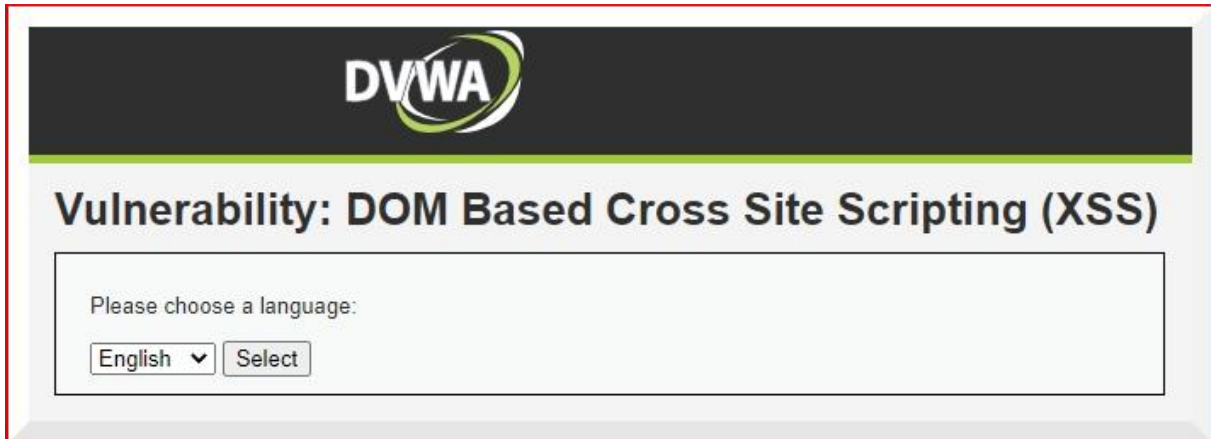 DVWA
Vulnerability: DOM Based Cross Site Scripting (XSS)
Please choose a language:
English Select